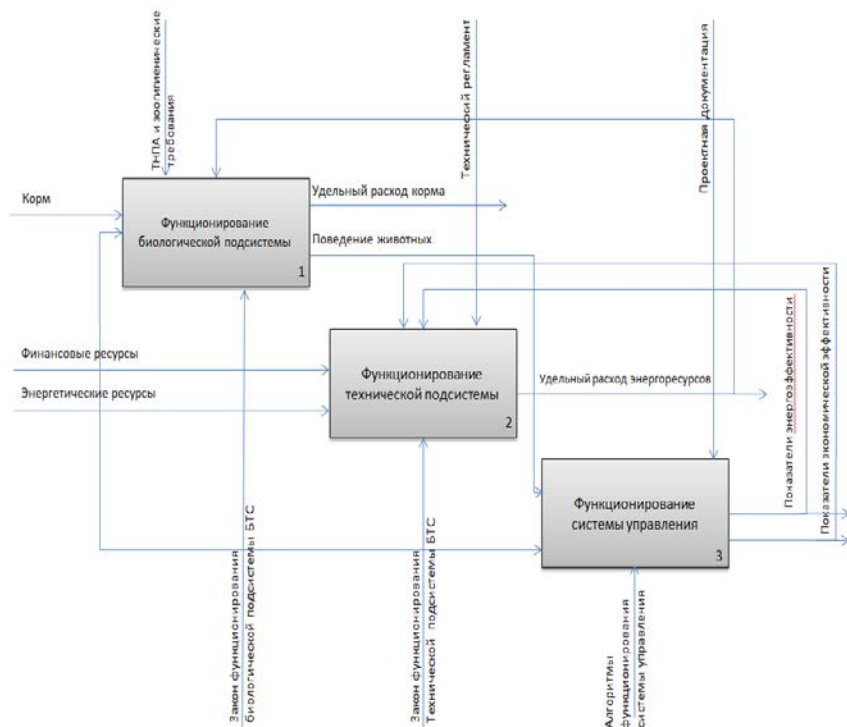 ТНПА и зоогигиенические
требования
Технический регламент
Проектная документация
Корм
Функционирование
биологической подсистемы
1
Удельный расход корма
Поведение животных
Финансовые ресурсы
Энергетические ресурсы
Функционирование
технической подсистемы
2
Удельный расход энергоресурсов
Показатели энергоэффективности
Показатели экономической эффективности
Функционирование
системы управления
3
Закон функционирования
биологической подсистемы БТС
Закон функционирования
Технической подсистемы БТС
Алгоритмы
функционирования
системы управления